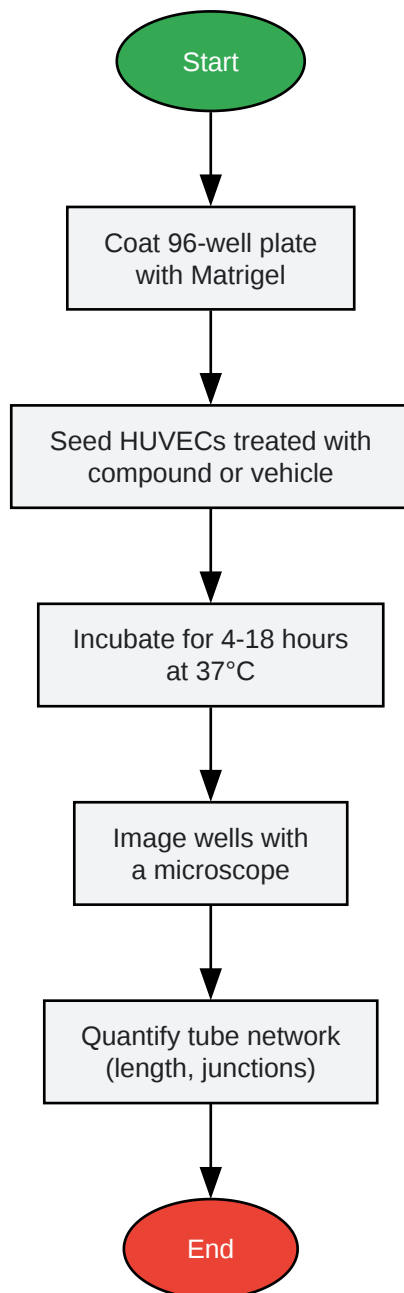 Start
Coat 96-well plate
with Matrigel
Seed HUVECs treated with
compound or vehicle
Incubate for 4-18 hours
at 37°C
Image wells with
a microscope
Quantify tube network
(length, junctions)
End